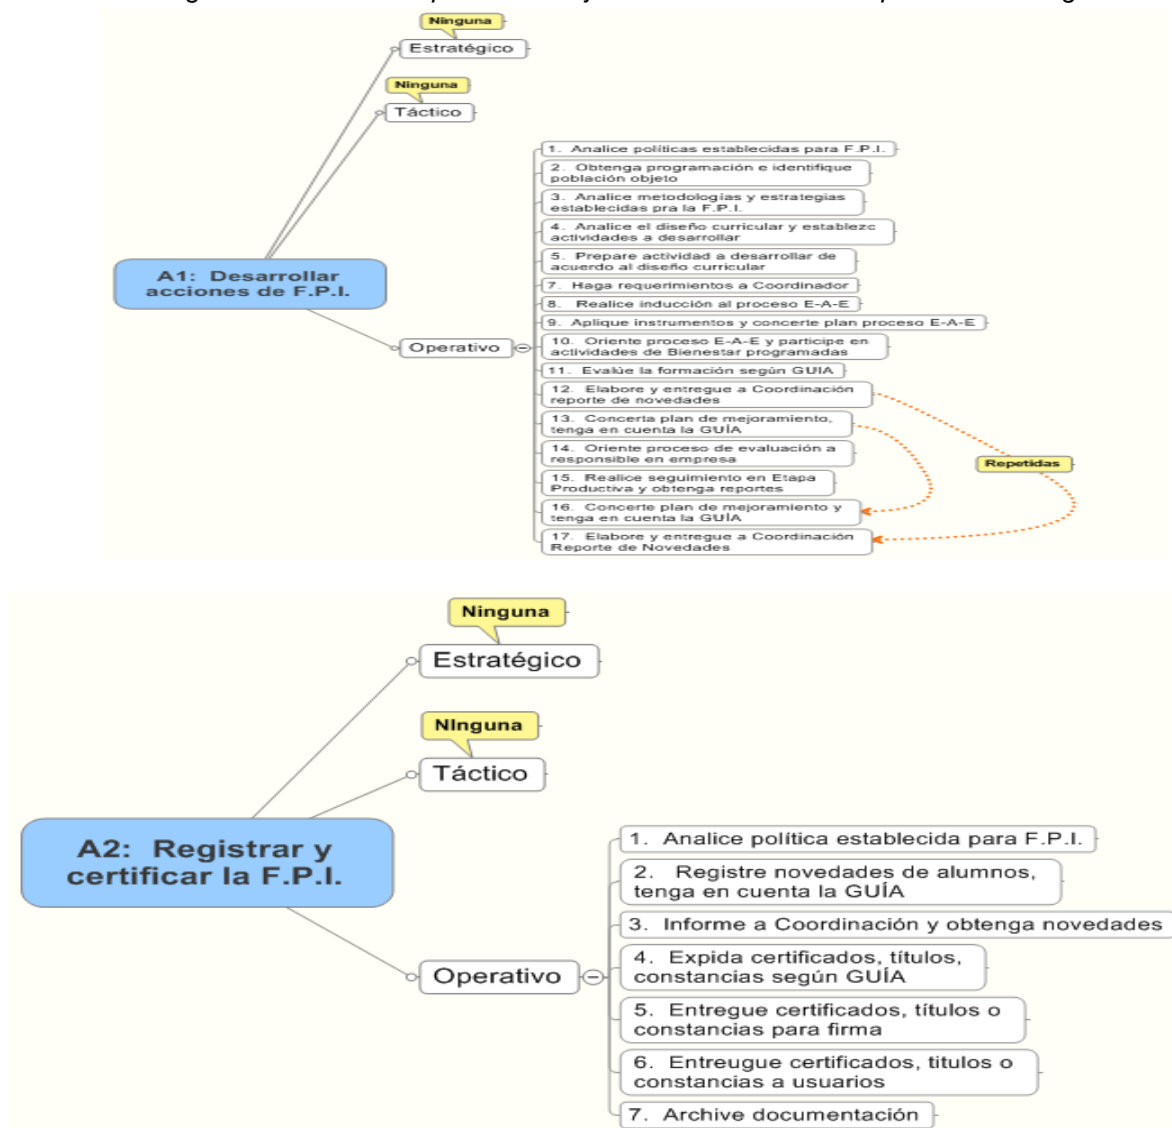 Ninguna
Estratégico
Ninguna
Táctico
1. Analice políticas establecidas para F.P.I.
2. Obtenga programación e identifique
población objeto
3. Analice metodologías y estrategias
establecidas pra la F.P.I.
4. Analice el diseño curricular y establezc
actividades a desarrollar
5. Prepare actividad a desarrollar de
acuerdo al diseño curricular
A1: Desarrollar
acciones de F.P.I.
7. Haga requerimientos a Coordinador
8. Realice inducción al proceso E-A-E
9. Aplique instrumentos y concerte plan proceso E-A-E
Operativo
10. Oriente proceso E-A-E y participe en
actividades de Bienestar programadas
11. Evalúe la formación según GUIA
12. Elabore y entregue a Coordinación
reporte de novedades
13. Concerta plan de mejoramiento,
tenga en cuenta la GUÍA
14. Oriente proceso de evaluación a
responsible en empresa
Repetidas
15. Realice seguimiento en Etapa
Productiva y obtenga reportes
16. Concerte plan de mejoramiento y
tenga en cuenta la GUÍA
17. Elabore y entregue a Coordinación
Reporte de Novedades
Ninguna
Estratégico
NInguna
Táctico
A2: Registrar y
certificar la F.P.I.
1. Analice política establecida para F.P.I.
2. Registre novedades de alumnos,
tenga en cuenta la GUÍA
3. Informe a Coordinación y obtenga novedades
Operativo
4. Expida certificados, títulos,
constancias según GUÍA
5. Entregue certificados, títulos o
constancias para firma
6. Entreugue certificados, titulos o
constancias a usuarios
7. Archive documentación